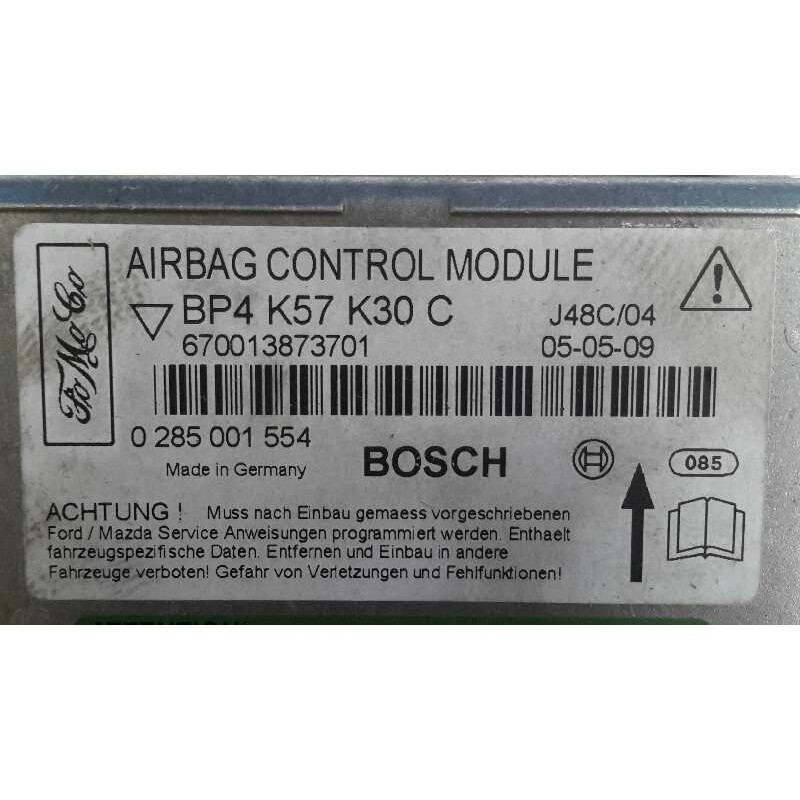 FoMoCo
AIRBAG CONTROL MODULE
BP4 K57 K30 C
J48C/04
670013873701
05-05-09
0 285 001 554
Made in Germany
BOSCH
085
ACHTUNG ! Muss nach Einbau gemaess vorgeschriebenen
Ford / Mazda Service Anweisungen programmiert werden. Enthaelt
fahrzeugspezifische Daten. Entfernen und Einbau in andere
Fahrzeuge verboten! Gefahr von Verletzungen und Fehlfunktionen!